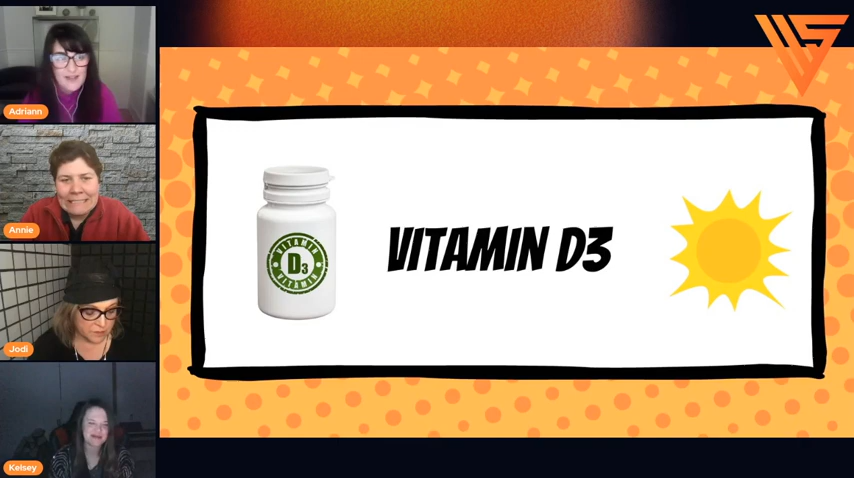 Adriann
Annie
Jodi
Kelsey
VITAMIN
D3
VITAMIN
VITAMIN D3